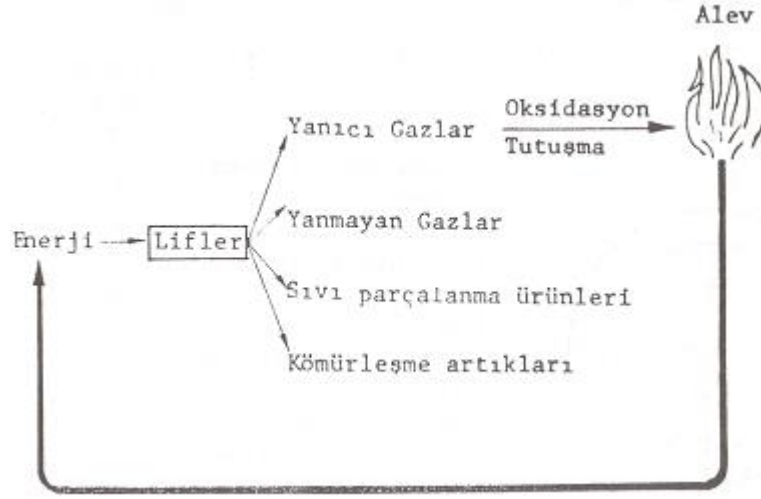 Alev
Yanıcı Gazlar
Oksidasyon
Tutuşma
Yanmayan Gazlar
Enerji
Lifler
Sıvı parçalanma ürünleri
Kömürleşme artıkları